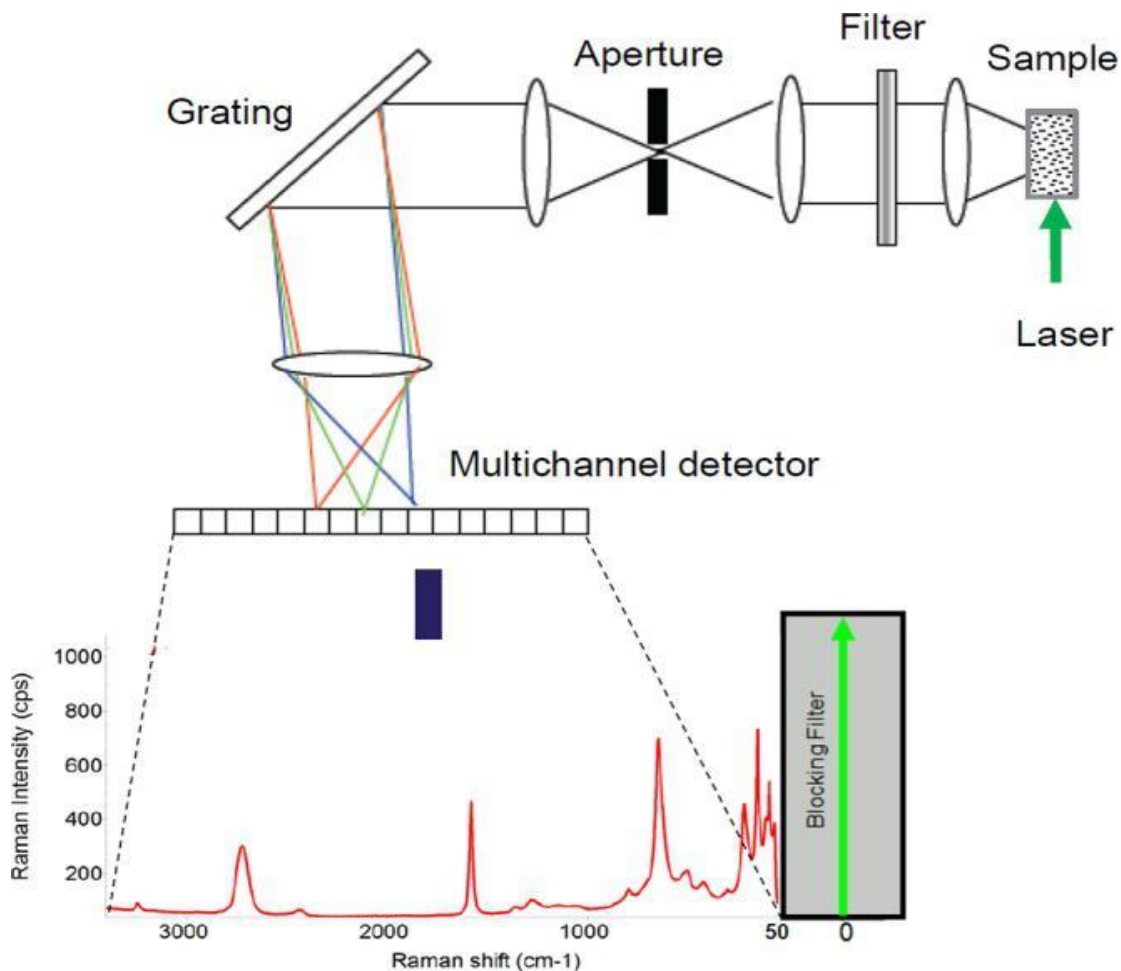 Filter
Aperture
Sample
Grating
Laser
Multichannel detector
1000
800
600
400
200
Raman Intensity (cps)
Blocking Filter
3000 2000 1000 50 0
Raman shift (cm-1)